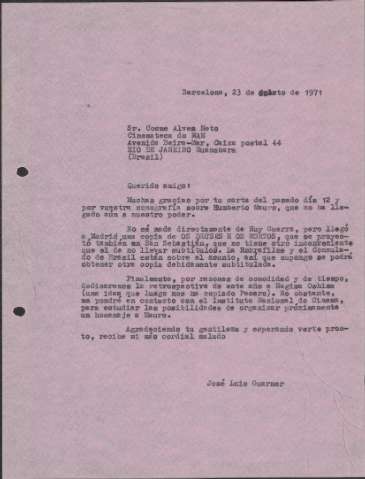 Barcelona, 23 de agosto de 1971
Sr. Cosme Alves Neto
Cinemateca do MAM
Avenida Beira-Mar, Caixa postal 44
RIO DE JANEIRO Guanabara
(Brasil)
Querido amigo:
Muchas gracias por tu carta del pasado día 12 y
por vuestra monografía sobre Humberto Mauro, que no ha lle-
gado aún a nuestro poder.
No sé nada directamente de Ruy Guerra, pero llegó
a Madrid una copia de OS DEUSES E OS MORTOS, que se proyec-
tó también en San Sebastián, que no tiene otro inconveniente
que el de no llevar subtítulos. La y el Consula-
do de Brasil están sobre el asunto, así que supongo se podrá
obtener otra copia debidamente subtitulada.
Finalmente, por razones de comodidad y de tiempo,
dedicaremos la retrospectiva de este año a Nagisa Oshima
(una idea que luego nos ha copiado Pesaro). No obstante,
me pondré en contacto con el Instituto Nacional do Cinema,
para estudiar las posibilidades de organizar próximamente
un homenaje a Mauro.
Agradeciendo tu gentileza y esperando verte pron-
to, recibe mi más cordial saludo
José Luis Guarner